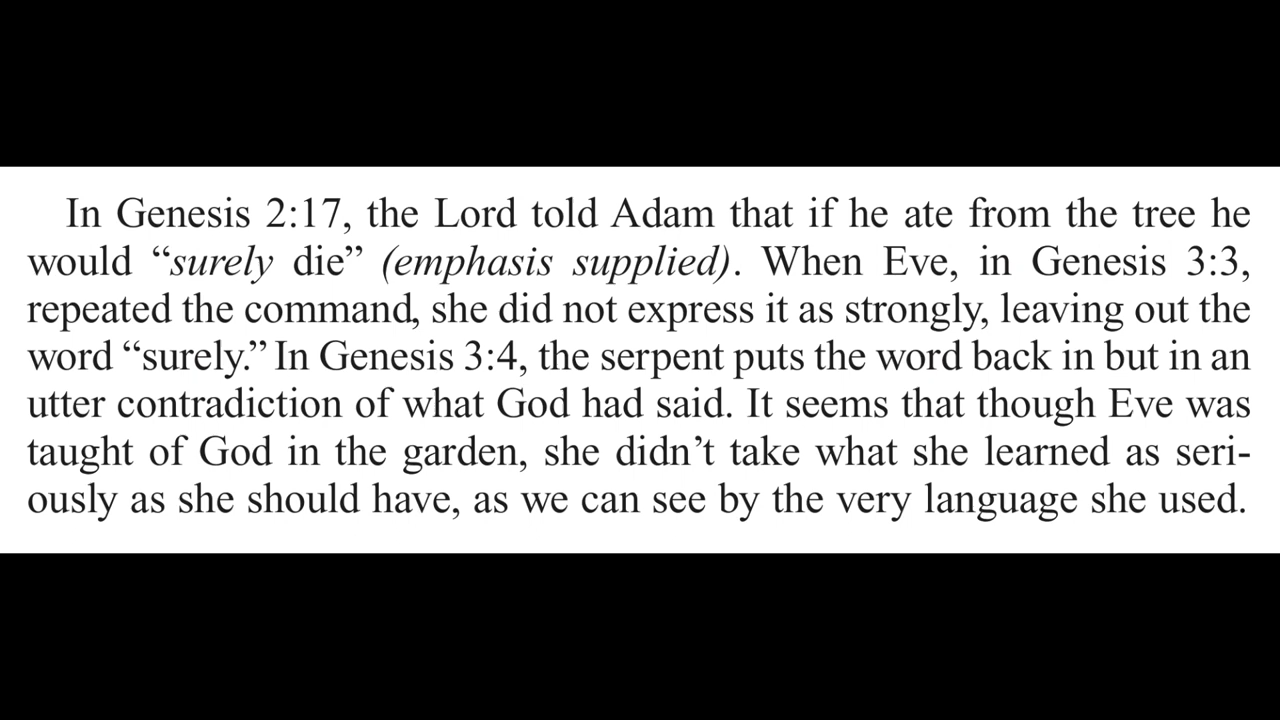 In Genesis 2:17, the Lord told Adam that if he ate from the tree he
would “surely die” (emphasis supplied). When Eve, in Genesis 3:3,
repeated the command, she did not express it as strongly, leaving out the
word “surely.” In Genesis 3:4, the serpent puts the word back in but in an
utter contradiction of what God had said. It seems that though Eve was
taught of God in the garden, she didn’t take what she learned as seri-
ously as she should have, as we can see by the very language she used.